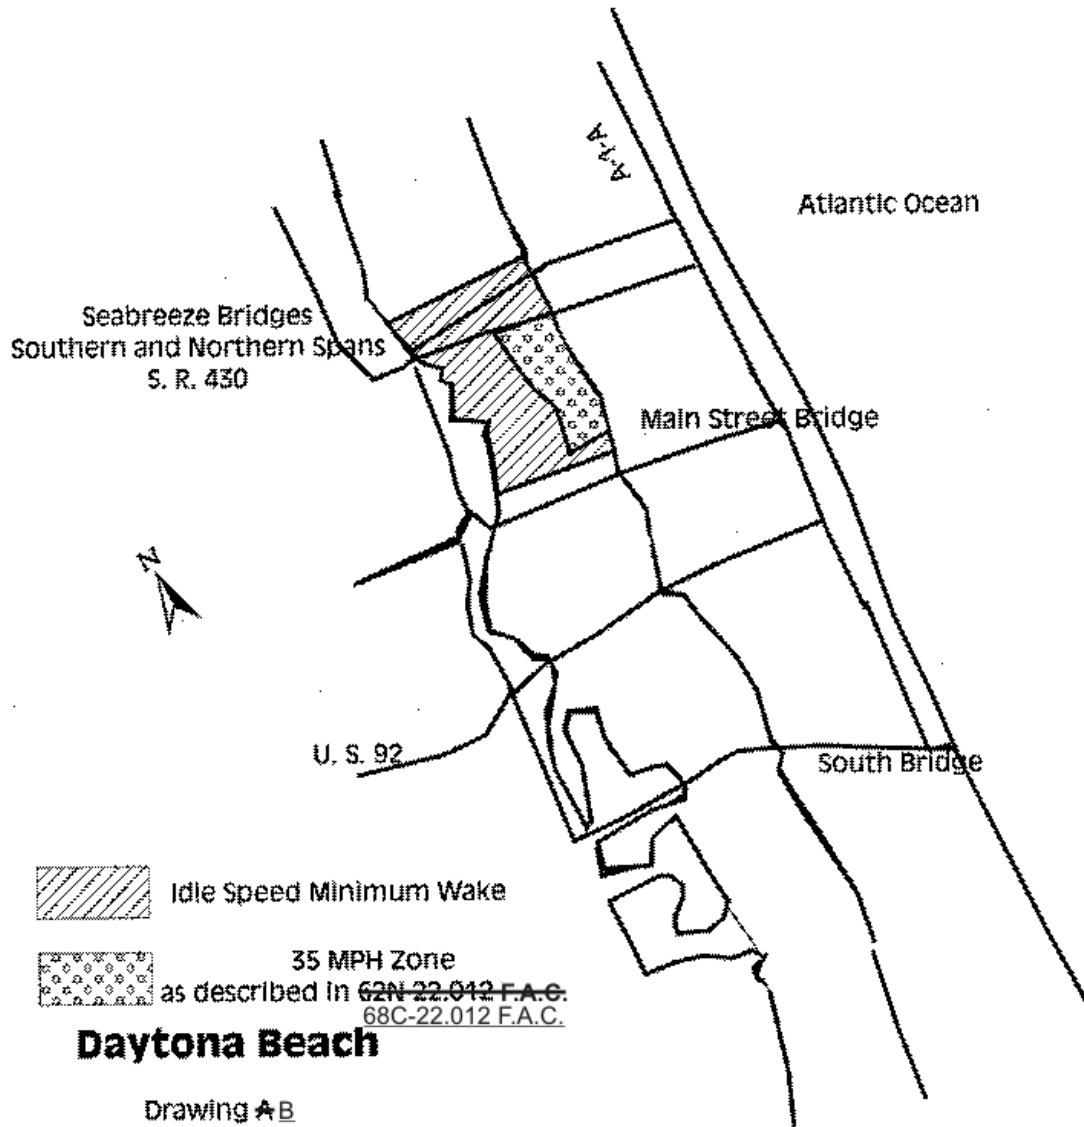 A-1-A
Atlantic Ocean
Seabreeze Bridges
Southern and Northern Spans
S. R. 430
Main Street Bridge
N
U. S. 92
South Bridge
Idle Speed Minimum Wake
35 MPH Zone
as described in 62N-22.012 F.A.C.
68C-22.012 F.A.C.
Daytona Beach
Drawing A B